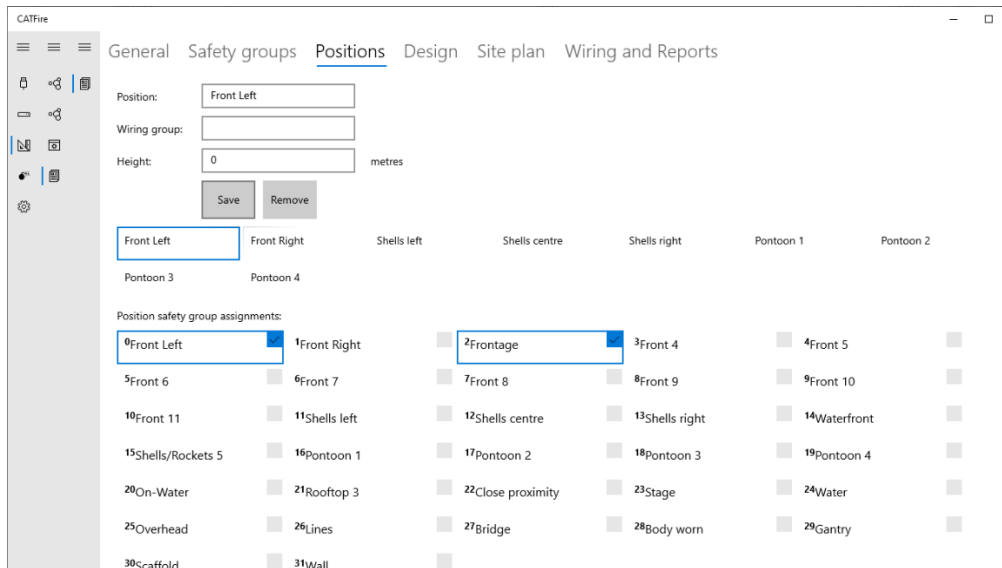 CATFire
General Safety groups Positions Design Site plan Wiring and Reports
Position: Front Left
Wiring group:
Height: 0 metres
Save Remove
Front Left Front Right Shells left Shells centre Shells right Pontoon 1 Pontoon 2
Pontoon 3 Pontoon 4
Position safety group assignments:
0Front Left 1Front Right 2Frontage 3Front 4 4Front 5
5Front 6 6Front 7 7Front 8 8Front 9 9Front 10
10Front 11 11Shells left 12Shells centre 13Shells right 14Waterfront
15Shells/Rockets 5 16Pontoon 1 17Pontoon 2 18Pontoon 3 19Pontoon 4
20On-Water 21Rooftop 3 22Close proximity 23Stage 24Water
25Overhead 26Lines 27Bridge 28Body worn 29Gantry
30Scaffold 31Wall